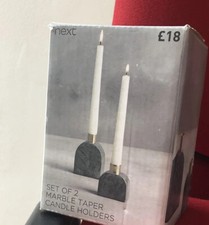 next
£18
SET OF 2
MARBLE TAPER
CANDLE HOLDERS